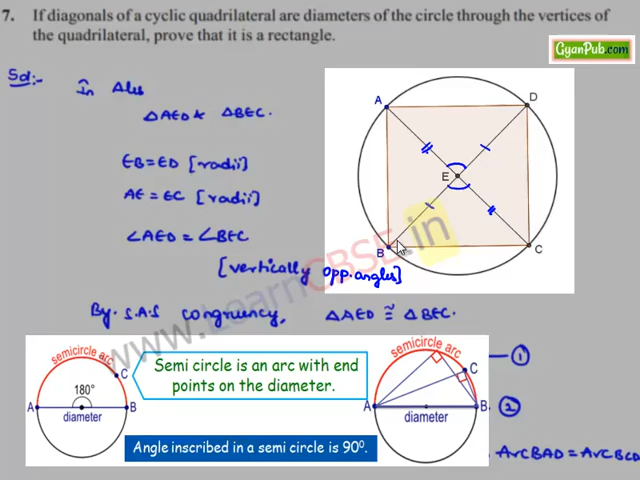 7. If diagonals of a cyclic quadrilateral are diameters of the circle through the vertices of
the quadrilateral, prove that it is a rectangle.
GyanPub.com
Sol:-
In Δles
ΔAED & ΔBEC.
EB = ED [radii]
AE = EC [radii]
∠AED = ∠BEC
[vertically opp. angles]
By S.A.S congruency, ΔAED ≅ ΔBEC.
A
D
E
B
C
www.LearnCBSE.in
semicircle arc
C
180°
A
B
diameter
Semi circle is an arc with end
points on the diameter.
Angle inscribed in a semi circle is 90⁰.
semicircle arc
C
A
B
diameter
— ①
②
ArcBAD = ArcBCD